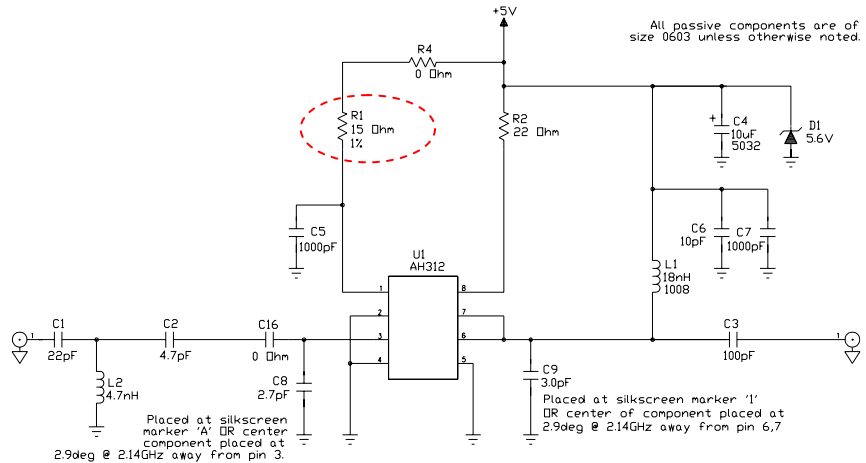 +5V
All passive components are of
size 0603 unless otherwise noted.
R4
0 Ohm
R1
15 Ohm
1%
R2
22 Ohm
+
C4
10uF
5032
D1
5.6V
C5
1000pF
C6
10pF
C7
1000pF
U1
AH312
L1
18nH
1008
1
2
3
4
8
7
6
5
1
C1
22pF
C2
4.7pF
C16
0 Ohm
C3
100pF
1
L2
4.7nH
C8
2.7pF
C9
3.0pF
Placed at silkscreen
marker 'A' OR center
component placed at
2.9deg @ 2.14GHz away from pin 3.
Placed at silkscreen marker '1'
OR center of component placed at
2.9deg @ 2.14GHz away from pin 6,7